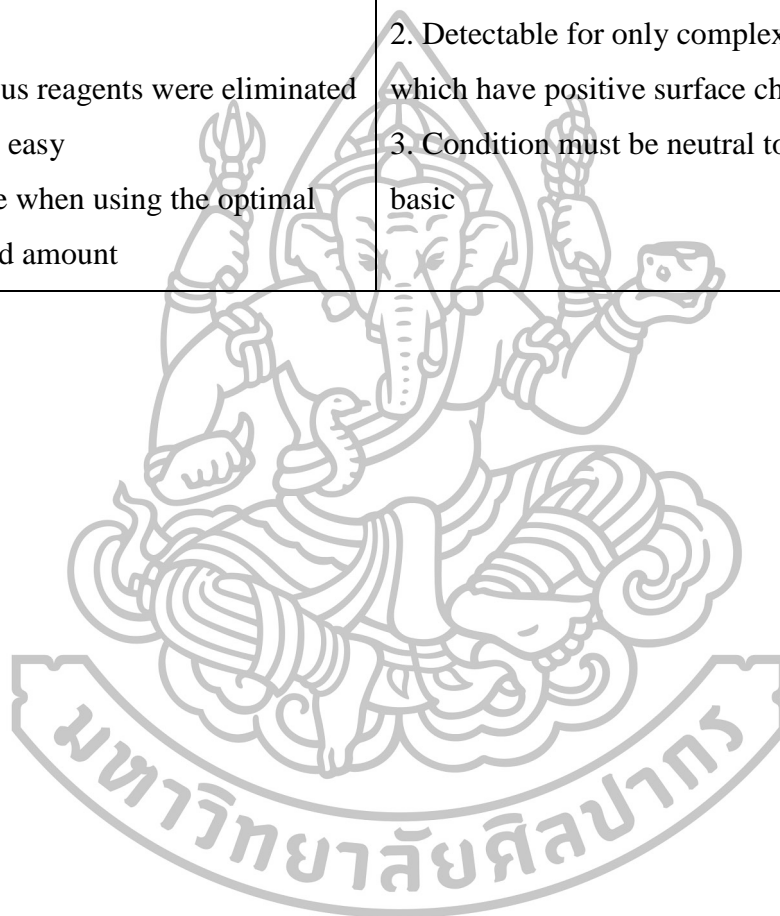 us reagents were eliminated
easy
e when using the optimal
d amount
2. Detectable for only complex
which have positive surface ch
3. Condition must be neutral to
basic
มหาวิทยาลัยศิลปากร